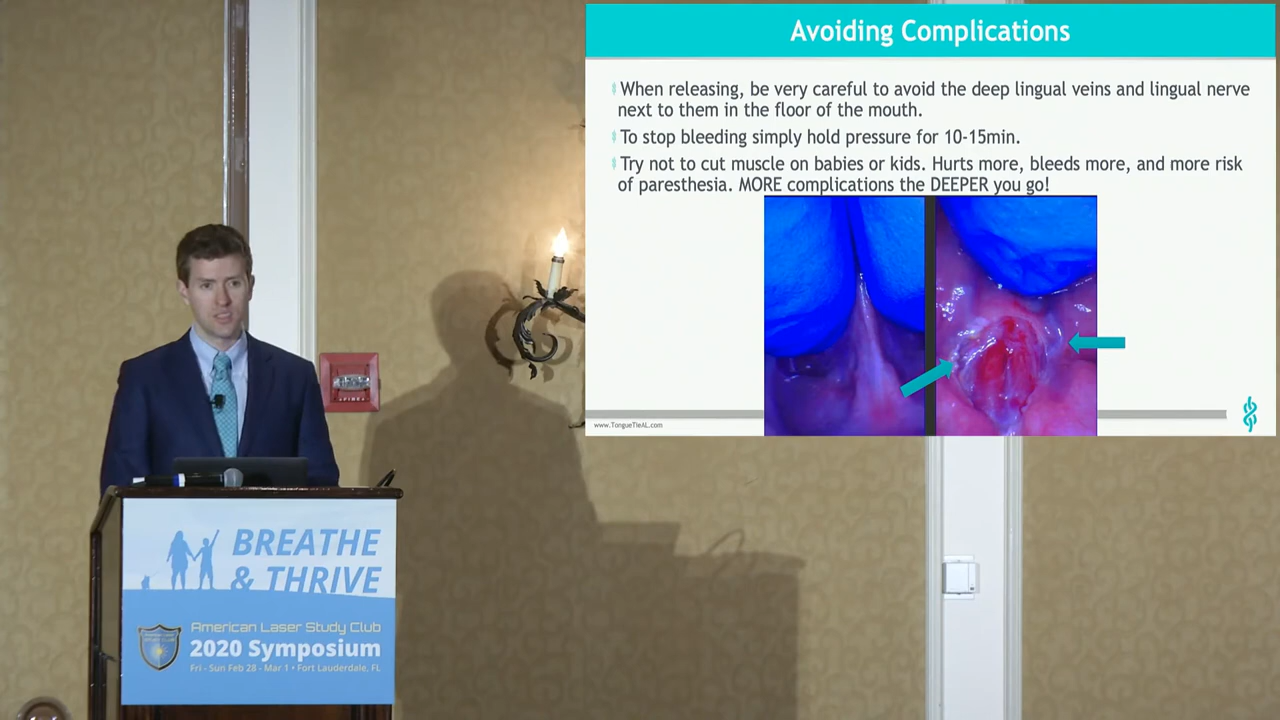 Avoiding Complications
When releasing, be very careful to avoid the deep lingual veins and lingual nerve
next to them in the floor of the mouth.
To stop bleeding simply hold pressure for 10-15min.
Try not to cut muscle on babies or kids. Hurts more, bleeds more, and more risk
of paresthesia. MORE complications the DEEPER you go!
www.TongueTieAL.com
FIRE
BREATHE
& THRIVE
American Laser Study Club
2020 Symposium
Fri - Sun Feb 28 - Mar 1 • Fort Lauderdale, FL